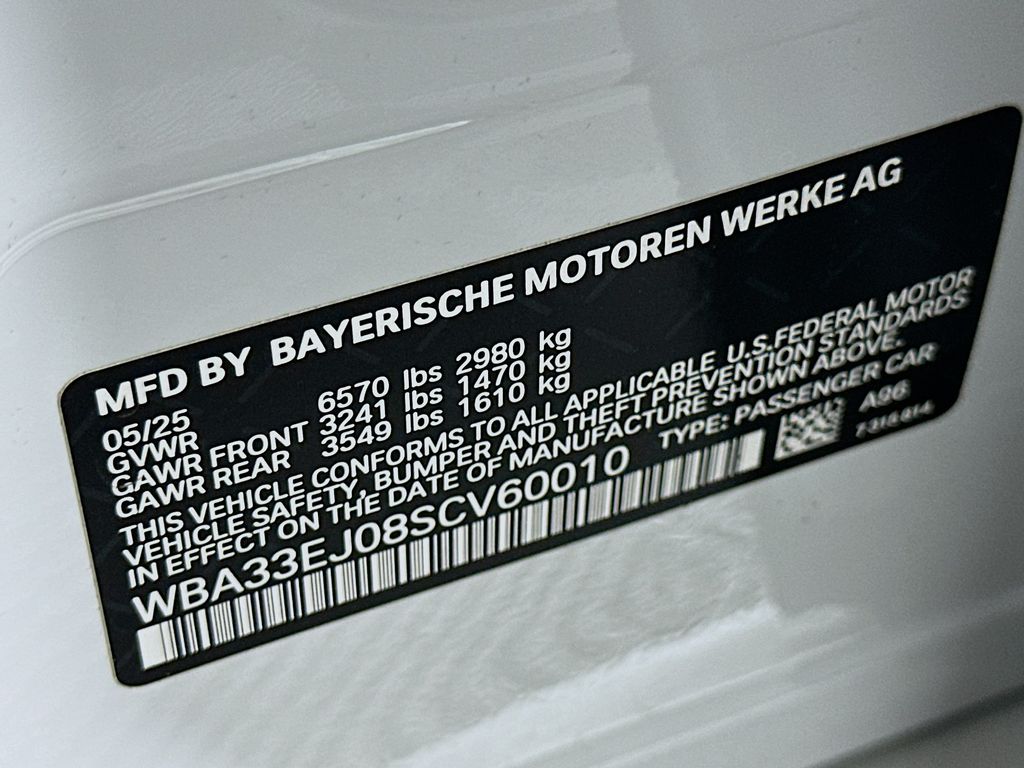 MFD BY BAYERISCHE MOTOREN WERKE AG
05/25
GVWR 6570 lbs 2980 kg
GAWR FRONT 3241 lbs 1470 kg
GAWR REAR 3549 lbs 1610 kg
THIS VEHICLE CONFORMS TO ALL APPLICABLE U.S.FEDERAL MOTOR
VEHICLE SAFETY, BUMPER AND THEFT PREVENTION STANDARDS
IN EFFECT ON THE DATE OF MANUFACTURE SHOWN ABOVE.
WBA33EJ08SCV60010 TYPE: PASSENGER CAR
A96